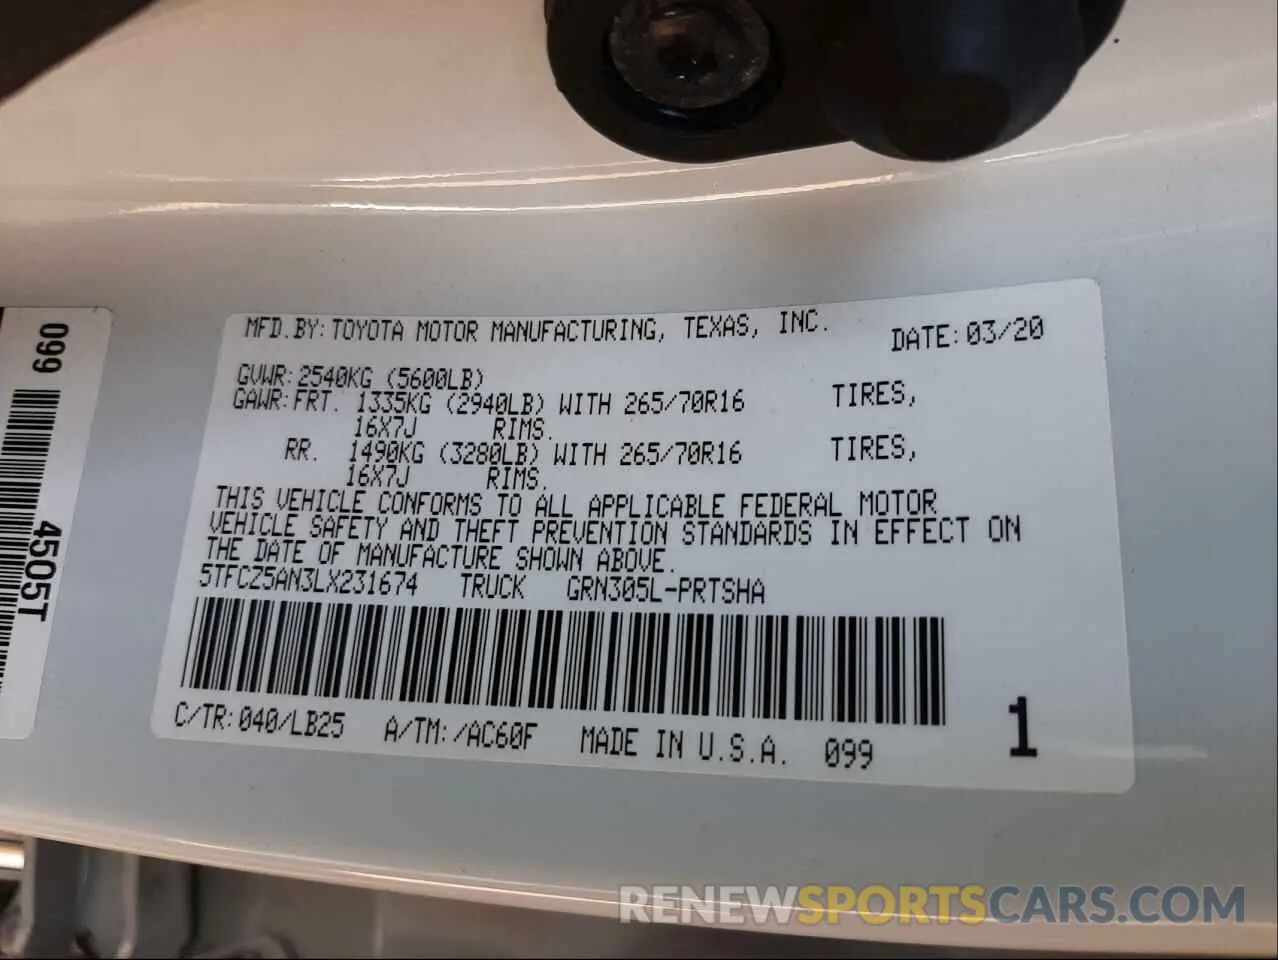 MFD.BY:TOYOTA MOTOR MANUFACTURING, TEXAS, INC. DATE:03/20
GVWR:2540KG (5600LB)
GAWR:FRT. 1335KG (2940LB) WITH 265/70R16 TIRES,
16X7J RIMS.
RR. 1490KG (3280LB) WITH 265/70R16 TIRES,
16X7J RIMS.
THIS VEHICLE CONFORMS TO ALL APPLICABLE FEDERAL MOTOR
VEHICLE SAFETY AND THEFT PREVENTION STANDARDS IN EFFECT ON
THE DATE OF MANUFACTURE SHOWN ABOVE.
5TFCZ5AN3LX231674 TRUCK GRN305L-PRTSHA
C/TR:040/LB25 A/TM:/AC60F MADE IN U.S.A. 099
1
099
4505T
RENEWSPORTSCARS.COM